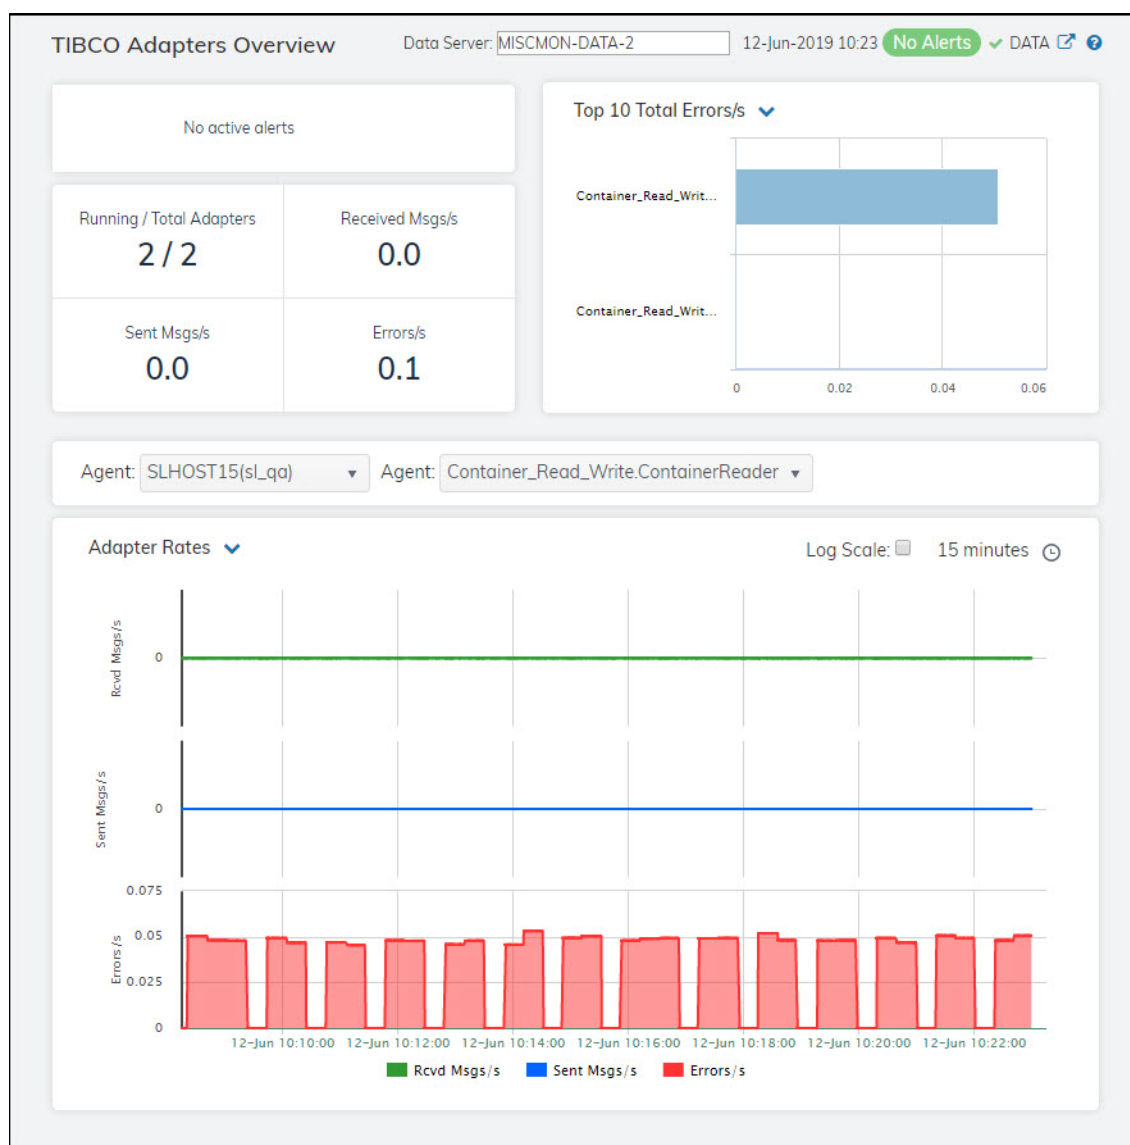 TIBCO Adapters Overview Data Server: MISCMON-DATA-2 12-Jun-2019 10:23 No Alerts DATA
No active alerts
Running / Total Adapters Received Msgs/s
2 / 2 0.0
Sent Msgs/s Errors/s
0.0 0.1
Top 10 Total Errors/s
Container_Read_Writ...
Container_Read_Writ...
0 0.02 0.04 0.06
Agent: SLHOST15(sl_qa) Agent: Container_Read_Write.ContainerReader
Adapter Rates Log Scale: 15 minutes
Rcvd Msgs/s
0
Sent Msgs/s
0
Errors/s
0.075
0.05
0.025
0
12-Jun 10:10:00 12-Jun 10:12:00 12-Jun 10:14:00 12-Jun 10:16:00 12-Jun 10:18:00 12-Jun 10:20:00 12-Jun 10:22:00
Rcvd Msgs/s Sent Msgs/s Errors/s